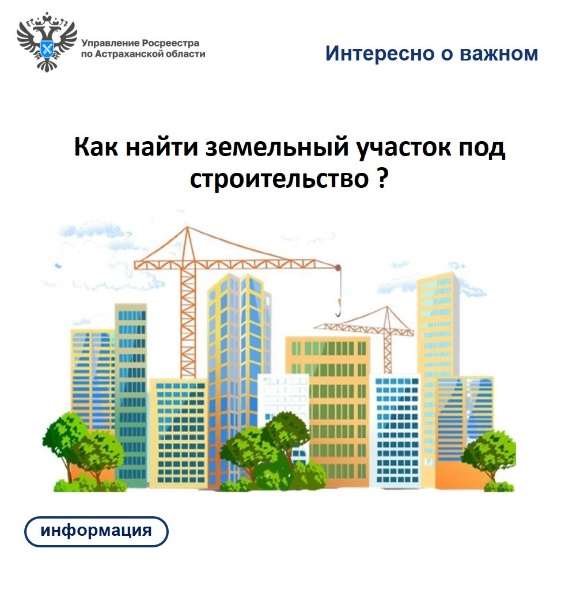 Управление Росреестра
по Астраханской области
Интересно о важном
Как найти земельный участок под
строительство ?
информация